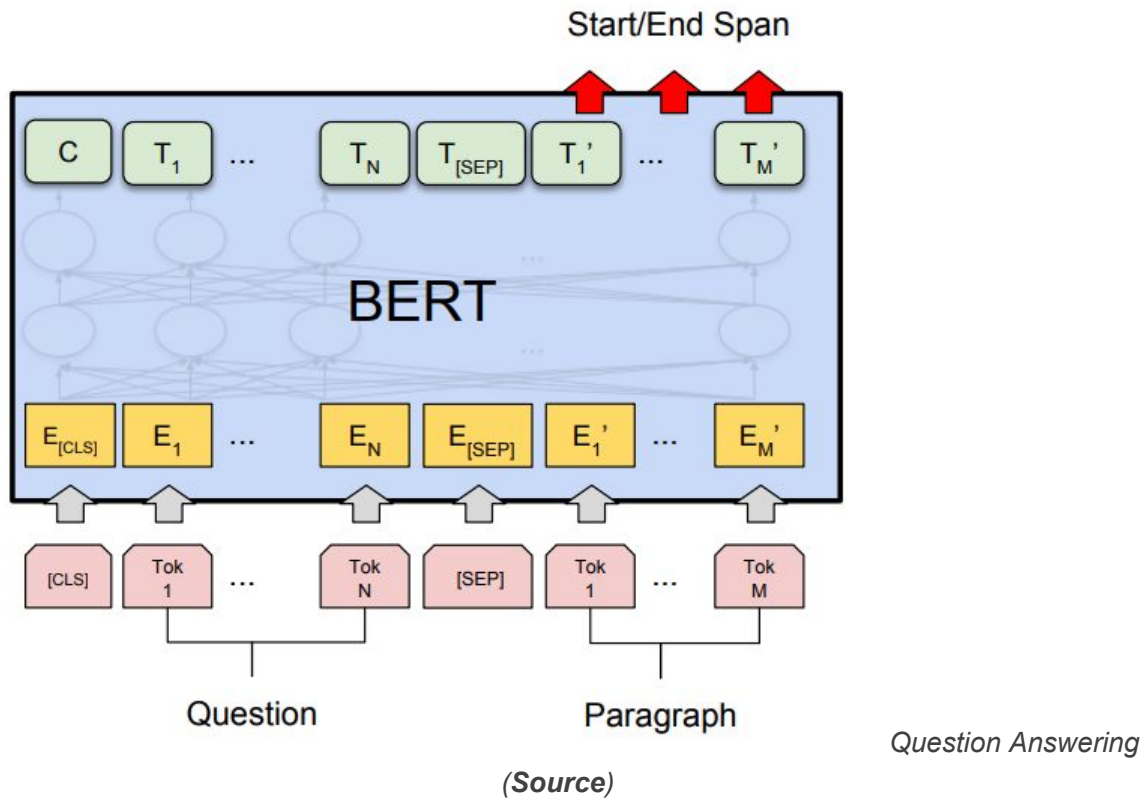 Start/End Span
C T1 ... TN T[SEP] T1' ... TM'
... 
BERT
...
E[CLS] E1 ... EN E[SEP] E1' ... EM'
[CLS] Tok 1 ... Tok N [SEP] Tok 1 ... Tok M
Question Paragraph
Question Answering
(Source)